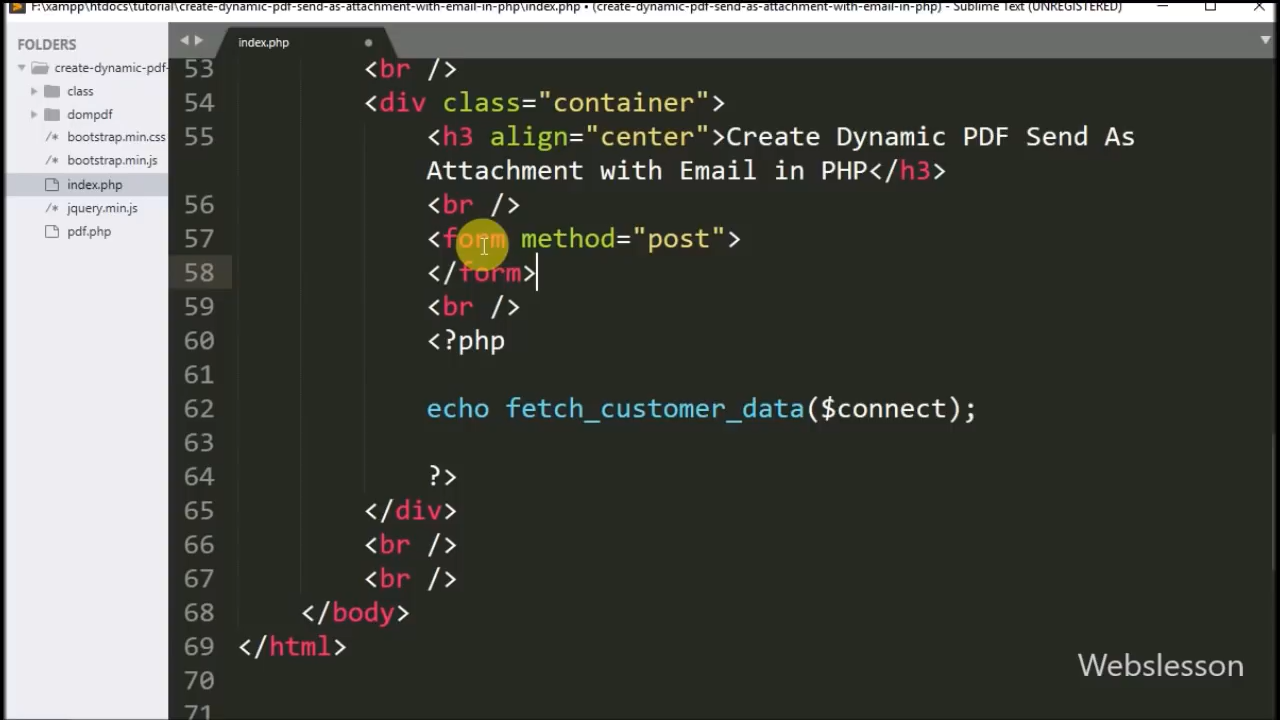 F:\xampp\htdocs\tutorial\create-dynamic-pdf-send-as-attachment-with-email-in-php\index.php • (create-dynamic-pdf-send-as-attachment-with-email-in-php) - Sublime Text (UNREGISTERED)
FOLDERS
create-dynamic-pdf-
class
dompdf
/* bootstrap.min.css
/* bootstrap.min.js
index.php
/* jquery.min.js
pdf.php
index.php
53 <br />
54 <div class="container">
55 <h3 align="center">Create Dynamic PDF Send As
Attachment with Email in PHP</h3>
56 <br />
57 <form method="post">
58 </form>
59 <br />
60 <?php
61
62 echo fetch_customer_data($connect);
63
64 ?>
65 </div>
66 <br />
67 <br />
68 </body>
69 </html>
70
71
Webslesson